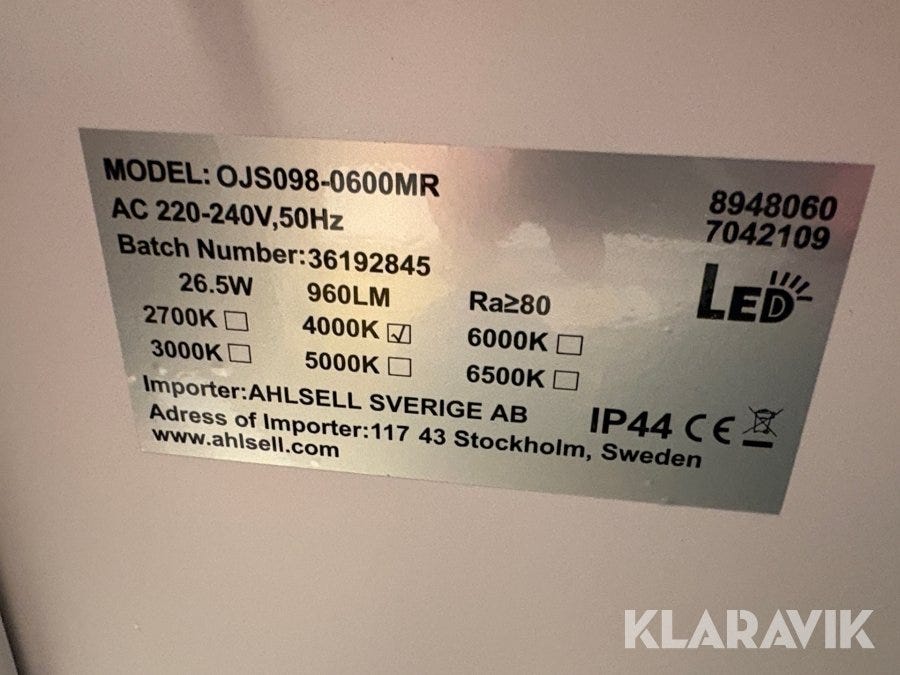 MODEL: OJS098-0600MR
AC 220-240V,50Hz
Batch Number:36192845
8948060
7042109
LED
26.5W 960LM Ra≥80
2700K ☐ 4000K ☑ 6000K ☐
3000K ☐ 5000K ☐ 6500K ☐
Importer:AHLSELL SVERIGE AB
Adress of Importer:117 43 Stockholm, Sweden
www.ahlsell.com
IP44 CE
KLARAVIK